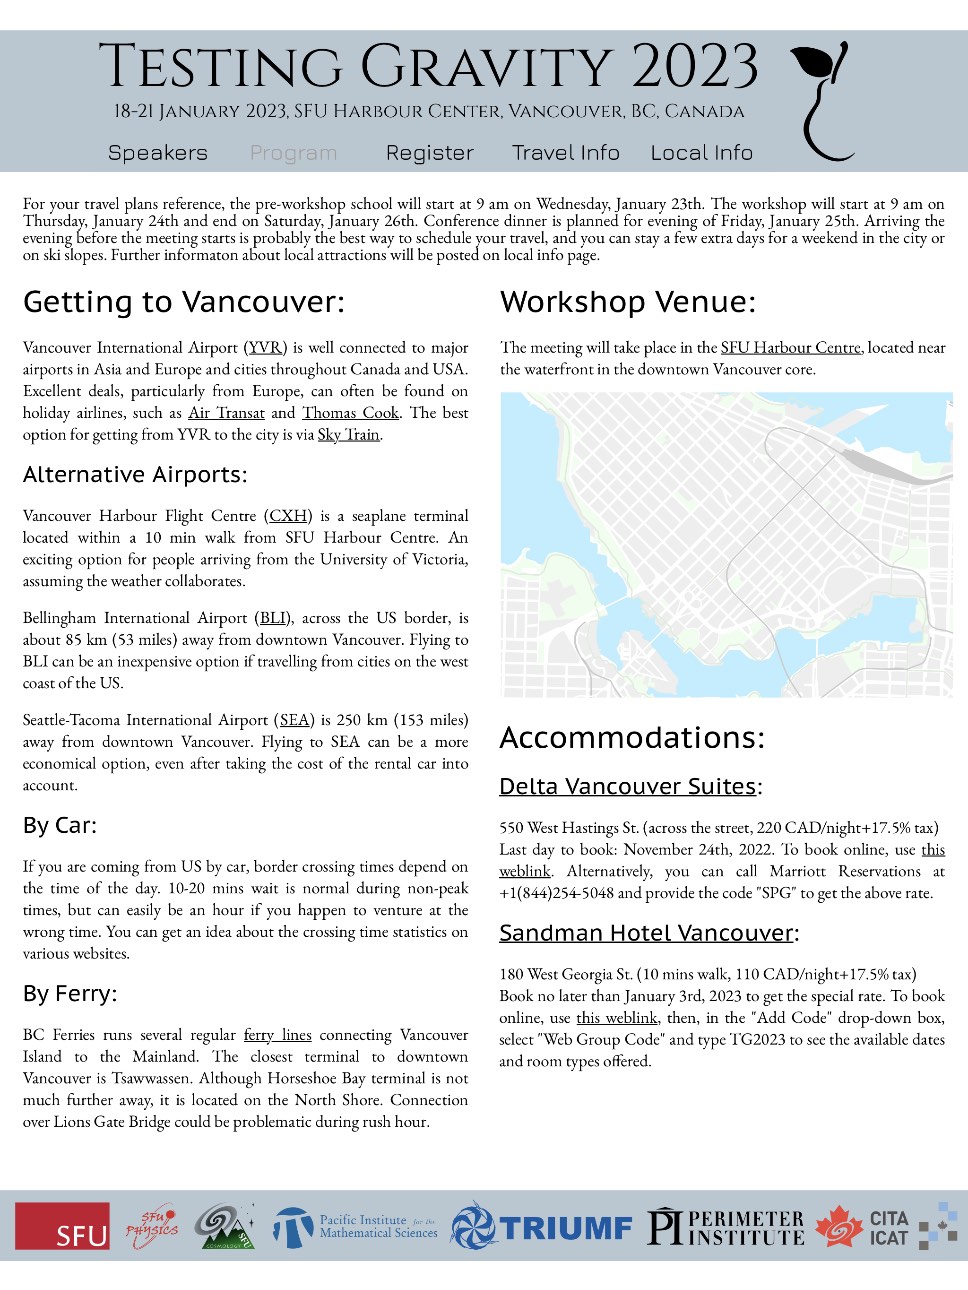 Testing Gravity 2023
18-21 January 2023, SFU Harbour Center, Vancouver, BC, Canada
Speakers Program Register Travel Info Local Info
For your travel plans reference, the pre-workshop school will start at 9 am on Wednesday, January 23th. The workshop will start at 9 am on
Thursday, January 24th and end on Saturday, January 26th. Conference dinner is planned for evening of Friday, January 25th. Arriving the
evening before the meeting starts is probably the best way to schedule your travel, and you can stay a few extra days for a weekend in the city or
on ski slopes. Further informaton about local attractions will be posted on local info page.
Getting to Vancouver:
Vancouver International Airport (YVR) is well connected to major
airports in Asia and Europe and cities throughout Canada and USA.
Excellent deals, particularly from Europe, can often be found on
holiday airlines, such as Air Transat and Thomas Cook. The best
option for getting from YVR to the city is via Sky Train.
Alternative Airports:
Vancouver Harbour Flight Centre (CXH) is a seaplane terminal
located within a 10 min walk from SFU Harbour Centre. An
exciting option for people arriving from the University of Victoria,
assuming the weather collaborates.
Bellingham International Airport (BLI), across the US border, is
about 85 km (53 miles) away from downtown Vancouver. Flying to
BLI can be an inexpensive option if travelling from cities on the west
coast of the US.
Seattle-Tacoma International Airport (SEA) is 250 km (153 miles)
away from downtown Vancouver. Flying to SEA can be a more
economical option, even after taking the cost of the rental car into
account.
By Car:
If you are coming from US by car, border crossing times depend on
the time of the day. 10-20 mins wait is normal during non-peak
times, but can easily be an hour if you happen to venture at the
wrong time. You can get an idea about the crossing time statistics on
various websites.
By Ferry:
BC Ferries runs several regular ferry lines connecting Vancouver
Island to the Mainland. The closest terminal to downtown
Vancouver is Tsawwassen. Although Horseshoe Bay terminal is not
much further away, it is located on the North Shore. Connection
over Lions Gate Bridge could be problematic during rush hour.
Workshop Venue:
The meeting will take place in the SFU Harbour Centre, located near
the waterfront in the downtown Vancouver core.
Accommodations:
Delta Vancouver Suites:
550 West Hastings St. (across the street, 220 CAD/night+17.5% tax)
Last day to book: November 24th, 2022. To book online, use this
weblink. Alternatively, you can call Marriott Reservations at
+1(844)254-5048 and provide the code "SPG" to get the above rate.
Sandman Hotel Vancouver:
180 West Georgia St. (10 mins walk, 110 CAD/night+17.5% tax)
Book no later than January 3rd, 2023 to get the special rate. To book
online, use this weblink, then, in the "Add Code" drop-down box,
select "Web Group Code" and type TG2023 to see the available dates
and room types offered.
SFU
SFU
PHYSICS
COSMOLOGY
SFU
Pacific Institute for the
Mathematical Sciences
TRIUMF
PI PERIMETER
INSTITUTE
CITA
ICAT